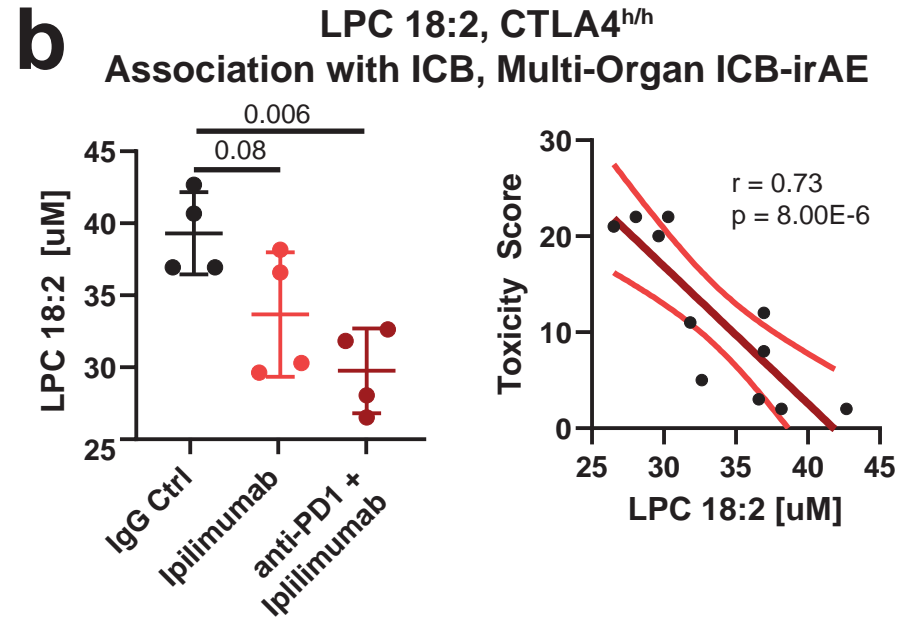 b
LPC 18:2, CTLA4h/h
Association with ICB, Multi-Organ ICB-irAE
0.006
0.08
45
40
35
30
25
LPC 18:2 [uM]
IgG Ctrl
Ipilimumab
anti-PD1 +
Iplilimumab
30
20
10
0
Toxicity Score
r = 0.73
p = 8.00E-6
25 30 35 40 45
LPC 18:2 [uM]